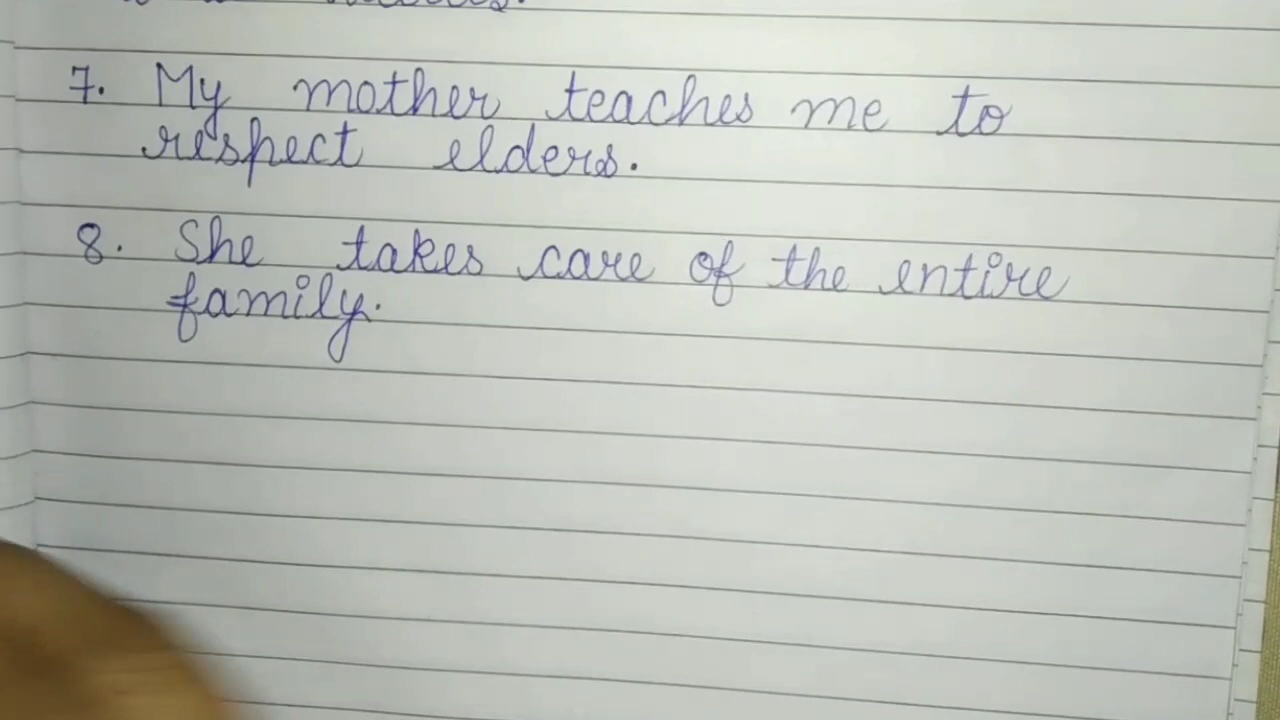 7. My mother teaches me to
respect elders.
8. She takes care of the entire
family.